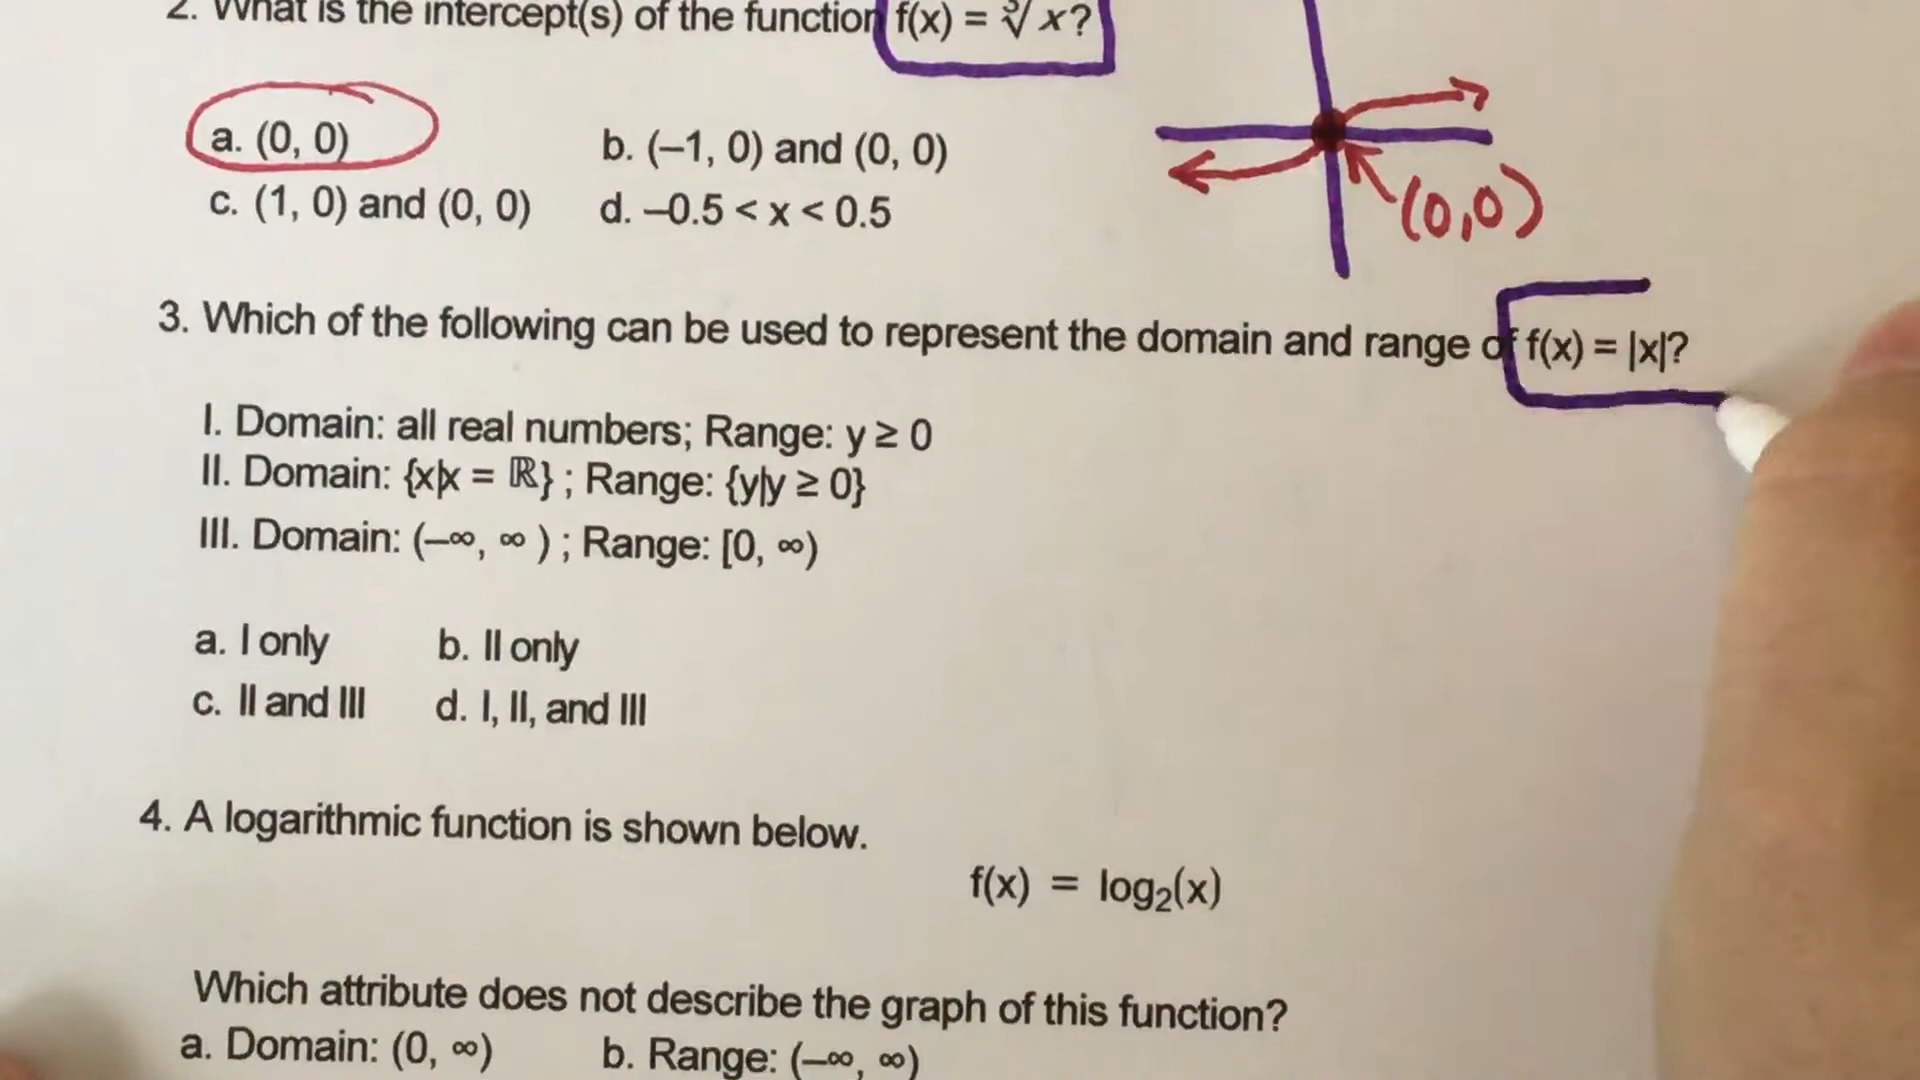 2. What is the intercept(s) of the function f(x) = ∛x?
a. (0, 0) b. (–1, 0) and (0, 0)
c. (1, 0) and (0, 0) d. –0.5 < x < 0.5
(0,0)
3. Which of the following can be used to represent the domain and range of f(x) = |x|?
I. Domain: all real numbers; Range: y ≥ 0
II. Domain: {x|x = ℝ} ; Range: {y|y ≥ 0}
III. Domain: (–∞, ∞ ) ; Range: [0, ∞)
a. I only b. II only
c. II and III d. I, II, and III
4. A logarithmic function is shown below.
f(x) = log₂(x)
Which attribute does not describe the graph of this function?
a. Domain: (0, ∞) b. Range: (–∞, ∞)